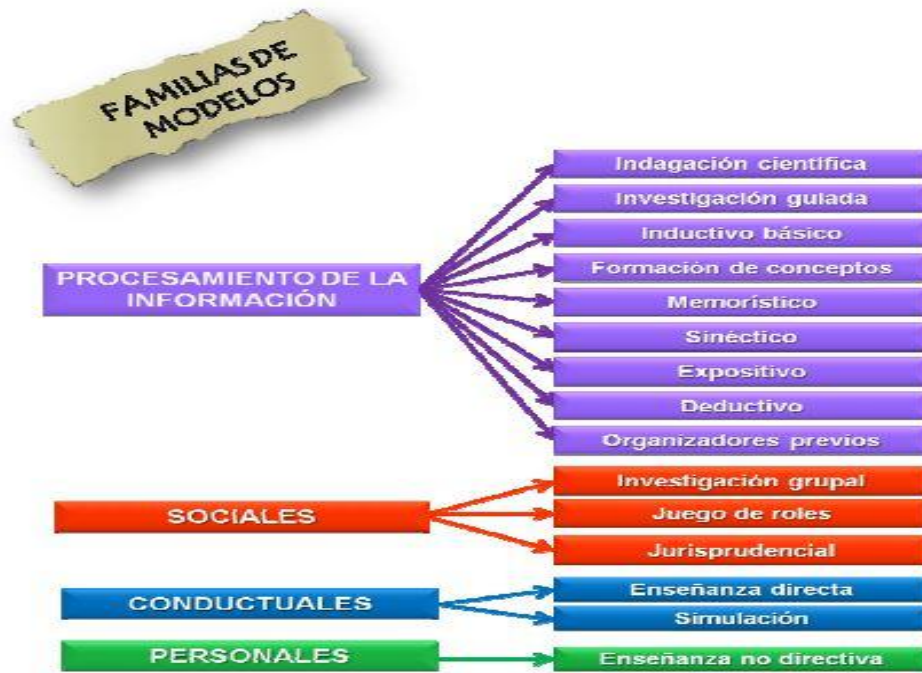 FAMILIAS DE
MODELOS
PROCESAMIENTO DE LA
INFORMACIÓN
Indagación científica
Investigación guiada
Inductivo básico
Formación de conceptos
Memorístico
Sinéctico
Expositivo
Deductivo
Organizadores previos
SOCIALES
Investigación grupal
Juego de roles
Jurisprudencial
CONDUCTUALES
Enseñanza directa
Simulación
PERSONALES
Enseñanza no directiva